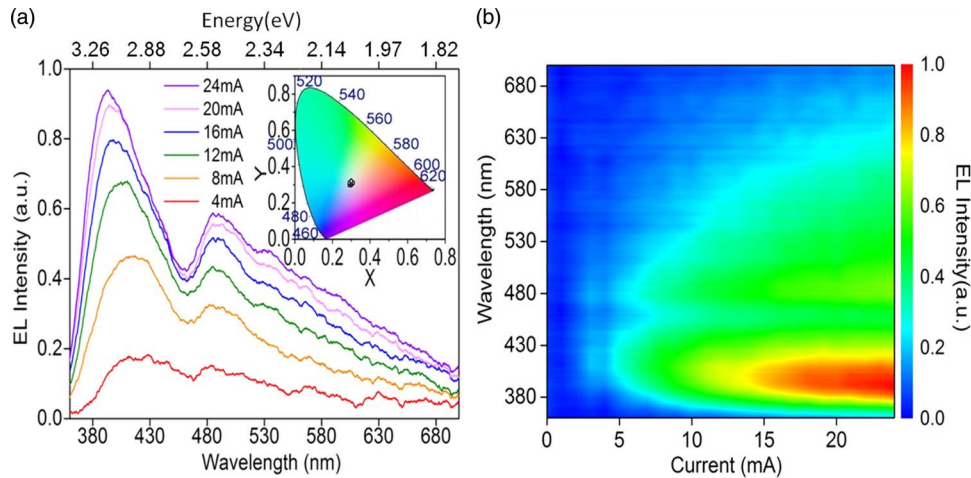 (a)
Energy(eV)
3.26 2.88 2.58 2.34 2.14 1.97 1.82
EL Intensity (a.u.)
1.0
0.8
0.6
0.4
0.2
0.0
24mA
20mA
16mA
12mA
8mA
4mA
Y
0.8
0.6
0.4
0.2
0.0
520
540
560
580
600
620
500
480
460
0.0 0.2 0.4 0.6 0.8
X
380 430 480 530 580 630 680
Wavelength (nm)
(b)
Wavelength (nm)
680
630
580
530
480
430
380
0 5 10 15 20
Current (mA)
1.0
0.8
0.6
0.4
0.2
0.0
EL Intensity(a.u.)